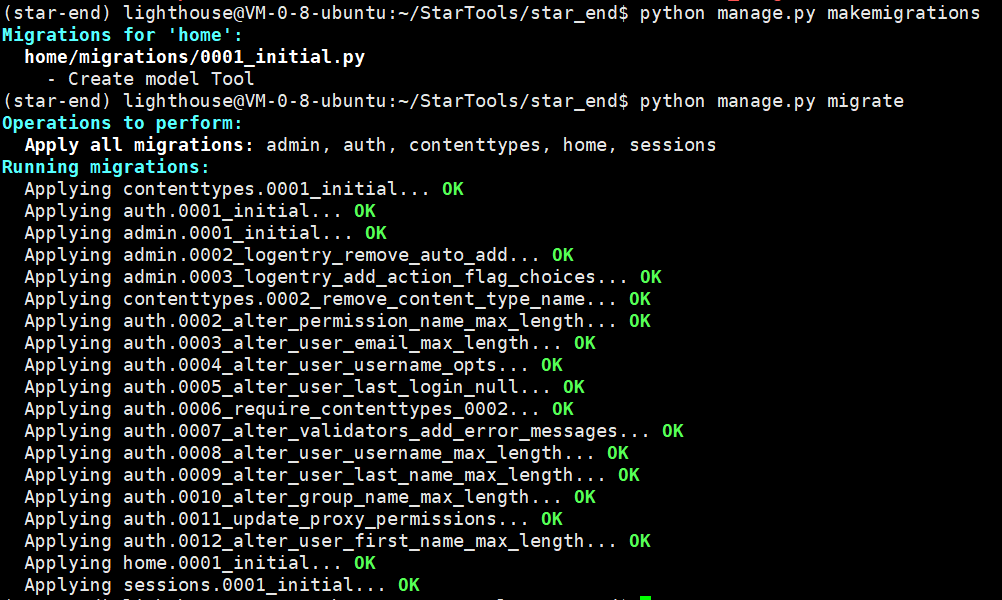 (star-end) lighthouse@VM-0-8-ubuntu:~/StarTools/star_end$ python manage.py makemigrations
Migrations for 'home':
  home/migrations/0001_initial.py
    - Create model Tool
(star-end) lighthouse@VM-0-8-ubuntu:~/StarTools/star_end$ python manage.py migrate
Operations to perform:
  Apply all migrations: admin, auth, contenttypes, home, sessions
Running migrations:
  Applying contenttypes.0001_initial... OK
  Applying auth.0001_initial... OK
  Applying admin.0001_initial... OK
  Applying admin.0002_logentry_remove_auto_add... OK
  Applying admin.0003_logentry_add_action_flag_choices... OK
  Applying contenttypes.0002_remove_content_type_name... OK
  Applying auth.0002_alter_permission_name_max_length... OK
  Applying auth.0003_alter_user_email_max_length... OK
  Applying auth.0004_alter_user_username_opts... OK
  Applying auth.0005_alter_user_last_login_null... OK
  Applying auth.0006_require_contenttypes_0002... OK
  Applying auth.0007_alter_validators_add_error_messages... OK
  Applying auth.0008_alter_user_username_max_length... OK
  Applying auth.0009_alter_user_last_name_max_length... OK
  Applying auth.0010_alter_group_name_max_length... OK
  Applying auth.0011_update_proxy_permissions... OK
  Applying auth.0012_alter_user_first_name_max_length... OK
  Applying home.0001_initial... OK
  Applying sessions.0001_initial... OK